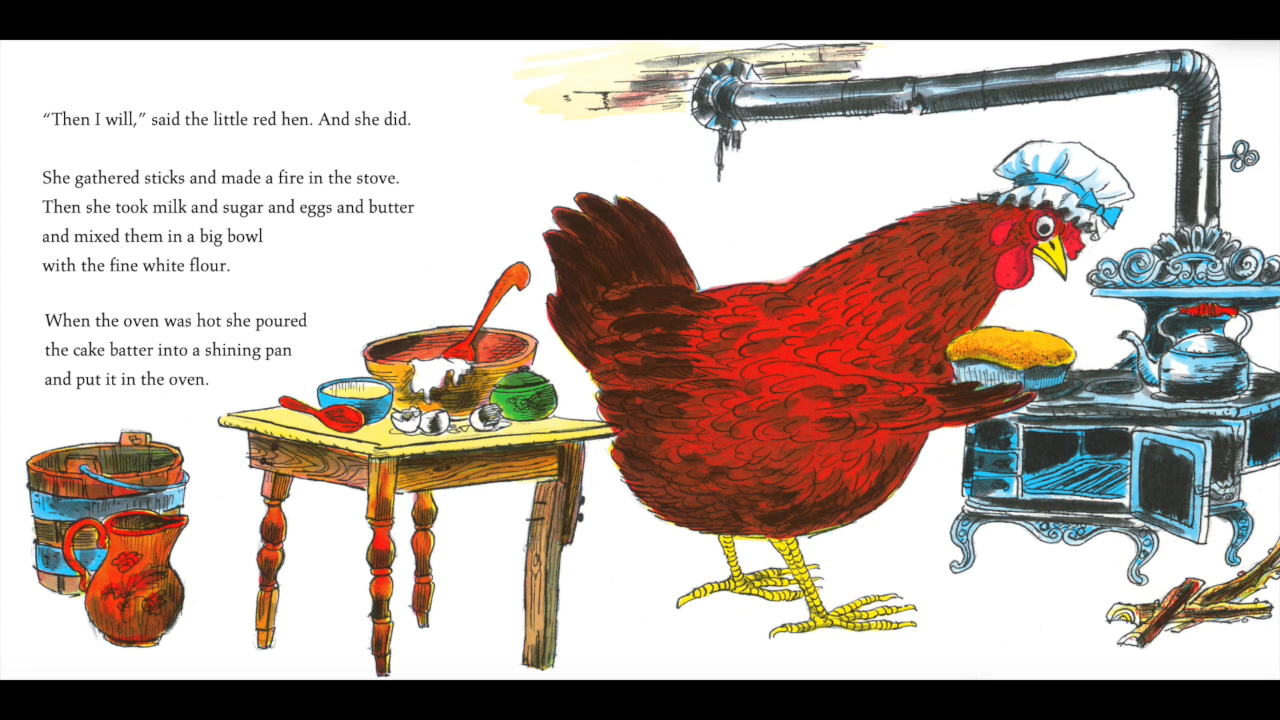 “Then I will,” said the little red hen. And she did.
She gathered sticks and made a fire in the stove.
Then she took milk and sugar and eggs and butter
and mixed them in a big bowl
with the fine white flour.
When the oven was hot she poured
the cake batter into a shining pan
and put it in the oven.